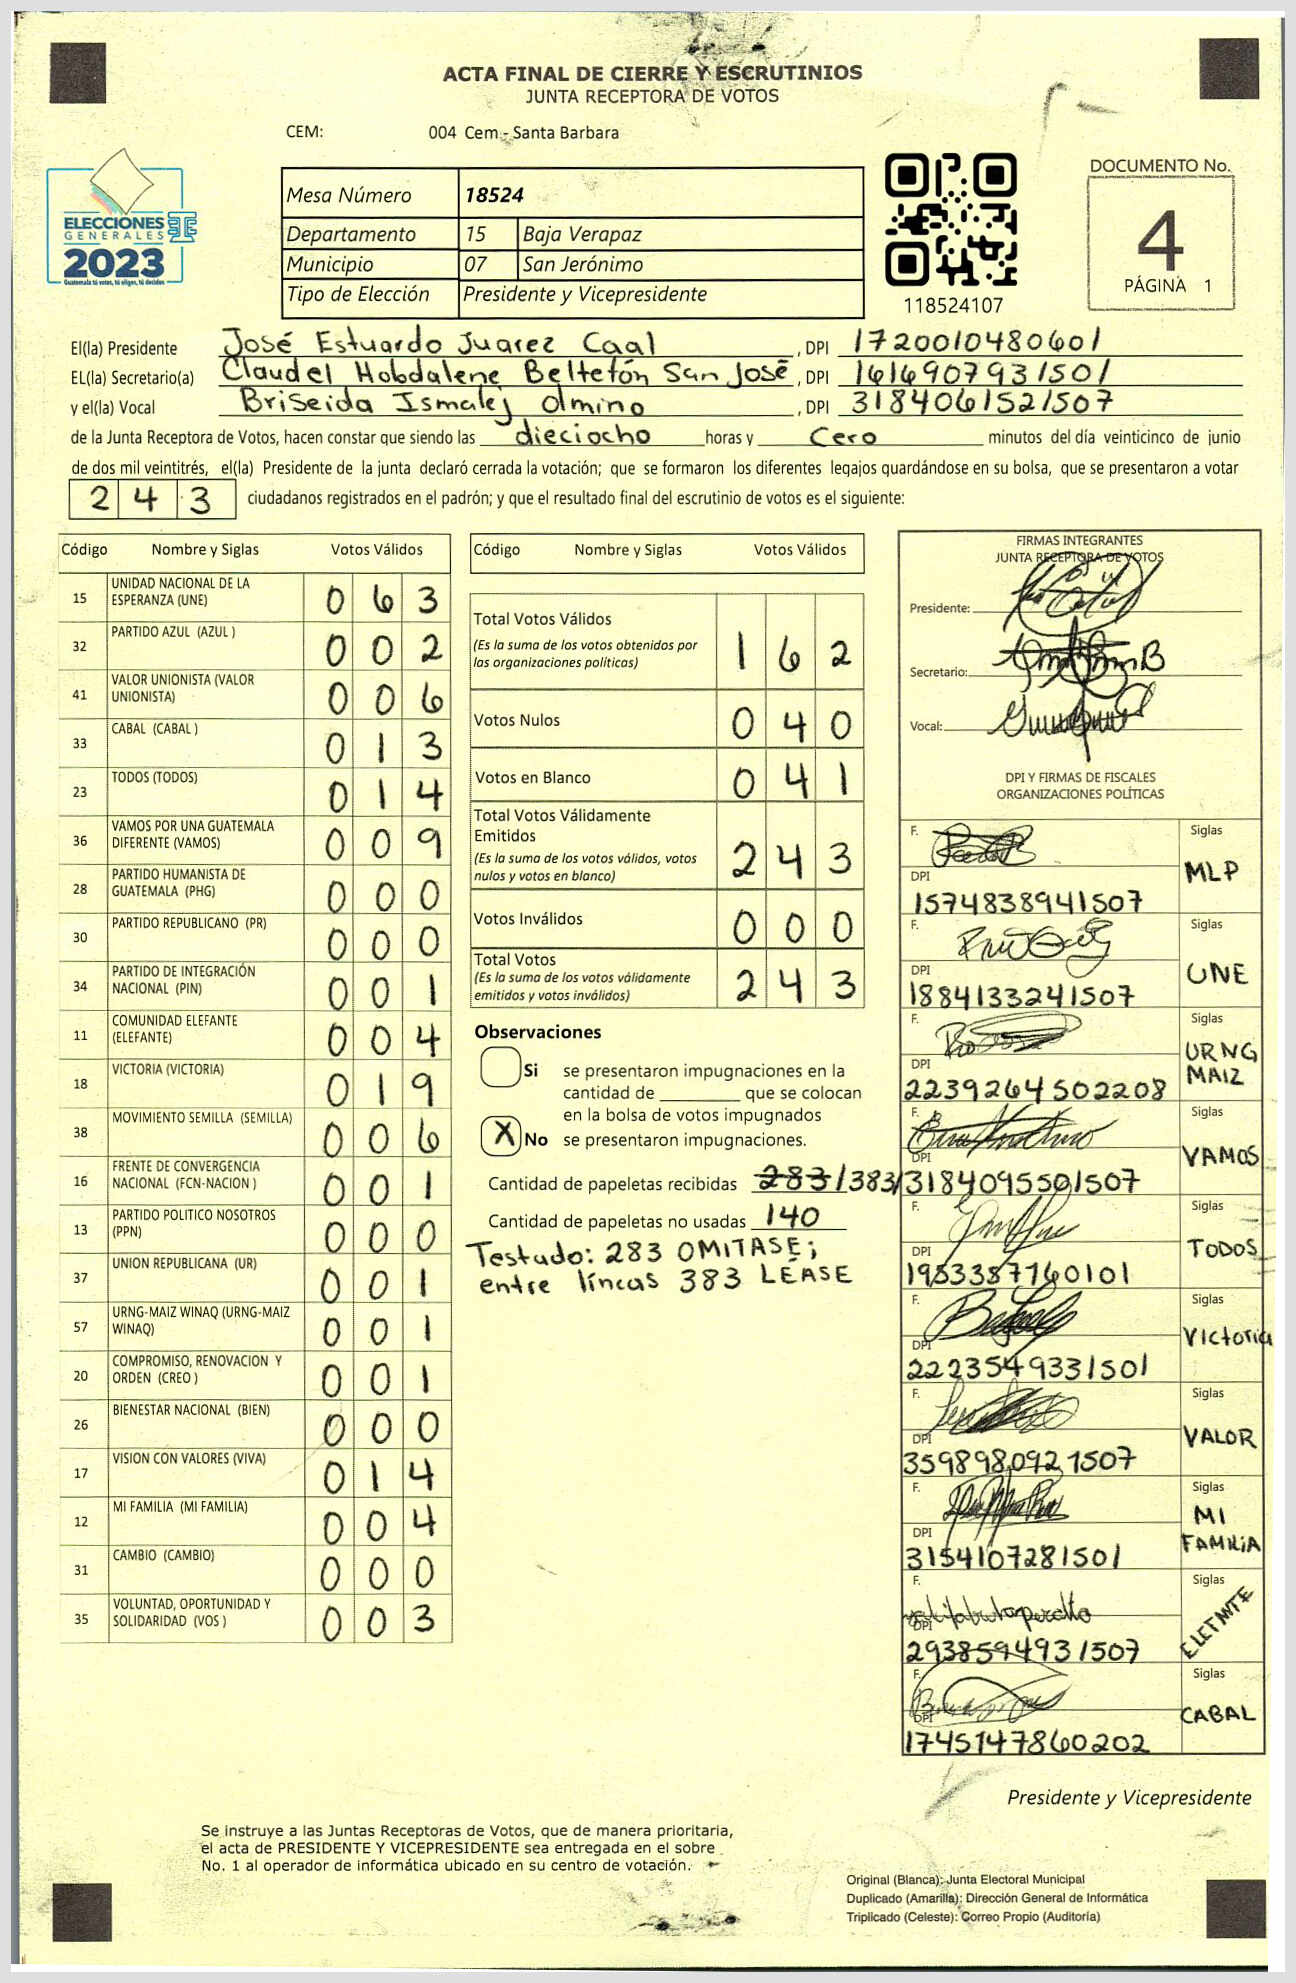 ACTA FINAL DE CIERRE Y ESCRUTINIOS
JUNTA RECEPTORA DE VOTOS
CEM: 004 Cem - Santa Barbara
ELECCIONES
GENERALES
2023
Guatemala tú votas, tú eliges, tú decides
Mesa Número 18524
Departamento 15 Baja Verapaz
Municipio 07 San Jerónimo
Tipo de Elección Presidente y Vicepresidente
118524107
DOCUMENTO No.
4
PÁGINA 1
El(la) Presidente José Estuardo Juarez Caal , DPI 1720010480601
EL(la) Secretario(a) Claudel Hobdalene Beltetón San José , DPI 1616907931501
y el(la) Vocal Briseida Ismalej Olmino , DPI 3184061521507
de la Junta Receptora de Votos, hacen constar que siendo las dieciocho horas y Cero minutos del día veinticinco de junio
de dos mil veintitrés, el(la) Presidente de la junta declaró cerrada la votación; que se formaron los diferentes legajos guardándose en su bolsa, que se presentaron a votar
2 4 3 ciudadanos registrados en el padrón; y que el resultado final del escrutinio de votos es el siguiente:
Código Nombre y Siglas Votos Válidos
15 UNIDAD NACIONAL DE LA ESPERANZA (UNE) 0 6 3
32 PARTIDO AZUL (AZUL ) 0 0 2
41 VALOR UNIONISTA (VALOR UNIONISTA) 0 0 6
33 CABAL (CABAL ) 0 1 3
23 TODOS (TODOS) 0 1 4
36 VAMOS POR UNA GUATEMALA DIFERENTE (VAMOS) 0 0 9
28 PARTIDO HUMANISTA DE GUATEMALA (PHG) 0 0 0
30 PARTIDO REPUBLICANO (PR) 0 0 0
34 PARTIDO DE INTEGRACIÓN NACIONAL (PIN) 0 0 1
11 COMUNIDAD ELEFANTE (ELEFANTE) 0 0 4
18 VICTORIA (VICTORIA) 0 1 9
38 MOVIMIENTO SEMILLA (SEMILLA) 0 0 6
16 FRENTE DE CONVERGENCIA NACIONAL (FCN-NACION ) 0 0 1
13 PARTIDO POLITICO NOSOTROS (PPN) 0 0 0
37 UNION REPUBLICANA (UR) 0 0 1
57 URNG-MAIZ WINAQ (URNG-MAIZ WINAQ) 0 0 1
20 COMPROMISO, RENOVACION Y ORDEN (CREO ) 0 0 1
26 BIENESTAR NACIONAL (BIEN) 0 0 0
17 VISION CON VALORES (VIVA) 0 1 4
12 MI FAMILIA (MI FAMILIA) 0 0 4
31 CAMBIO (CAMBIO) 0 0 0
35 VOLUNTAD, OPORTUNIDAD Y SOLIDARIDAD (VOS ) 0 0 3
Código Nombre y Siglas Votos Válidos
Total Votos Válidos 1 6 2
(Es la suma de los votos obtenidos por
las organizaciones políticas)
Votos Nulos 0 4 0
Votos en Blanco 0 4 1
Total Votos Válidamente
Emitidos 2 4 3
(Es la suma de los votos válidos, votos
nulos y votos en blanco)
Votos Inválidos 0 0 0
Total Votos 2 4 3
(Es la suma de los votos válidamente
emitidos y votos inválidos)
Observaciones
Si se presentaron impugnaciones en la
cantidad de ________ que se colocan
en la bolsa de votos impugnados
X No se presentaron impugnaciones.
Cantidad de papeletas recibidas 283/383/
Cantidad de papeletas no usadas 140
Testado: 283 OMITASE;
entre líneas 383 LÉASE
FIRMAS INTEGRANTES
JUNTA RECEPTORA DE VOTOS
Presidente:
Secretario:
Vocal:
DPI Y FIRMAS DE FISCALES
ORGANIZACIONES POLÍTICAS
F. Siglas
DPI MLP
1574838941507
F. Siglas
DPI UNE
1884133241507
F. Siglas
DPI URNG MAIZ
2239264502208
F. Siglas
DPI VAMOS
3184095501507
F. Siglas
DPI TODOS
1953387760101
F. Siglas
DPI Victoria
2223549331501
F. Siglas
DPI VALOR
3598980921507
F. Siglas
DPI MI FAMILIA
3154107281501
F. Siglas
DPI ELEFANTE
2938594931507
F. Siglas
DPI CABAL
1745147860202
Presidente y Vicepresidente
Se instruye a las Juntas Receptoras de Votos, que de manera prioritaria,
el acta de PRESIDENTE Y VICEPRESIDENTE sea entregada en el sobre
No. 1 al operador de informática ubicado en su centro de votación.
Original (Blanca): Junta Electoral Municipal
Duplicado (Amarilla): Dirección General de Informática
Triplicado (Celeste): Correo Propio (Auditoría)